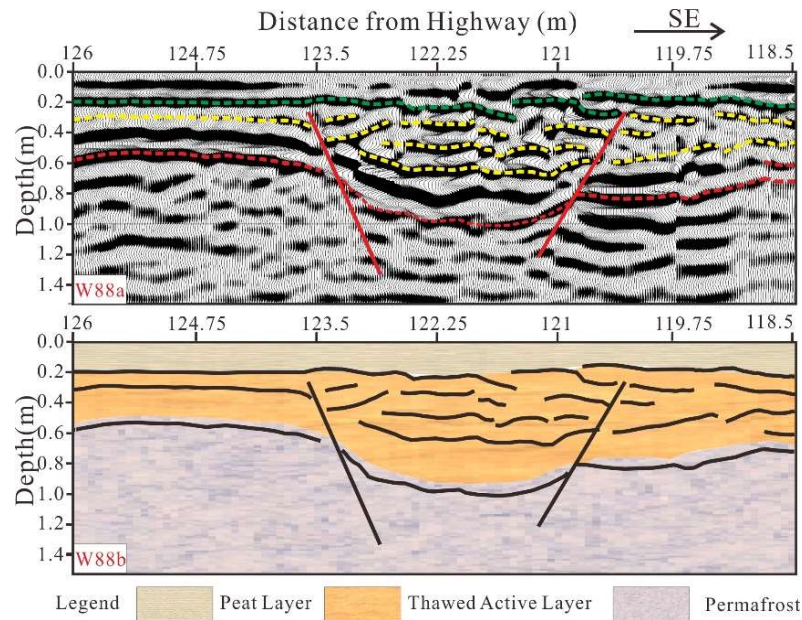 Distance from Highway (m) SE
126 124.75 123.5 122.25 121 119.75 118.5
Depth(m)
0.0
0.2
0.4
0.6
0.8
1.0
1.2
1.4
W88a
126 124.75 123.5 122.25 121 119.75 118.5
Depth(m)
0.0
0.2
0.4
0.6
0.8
1.0
1.2
1.4
W88b
Legend Peat Layer Thawed Active Layer Permafrost